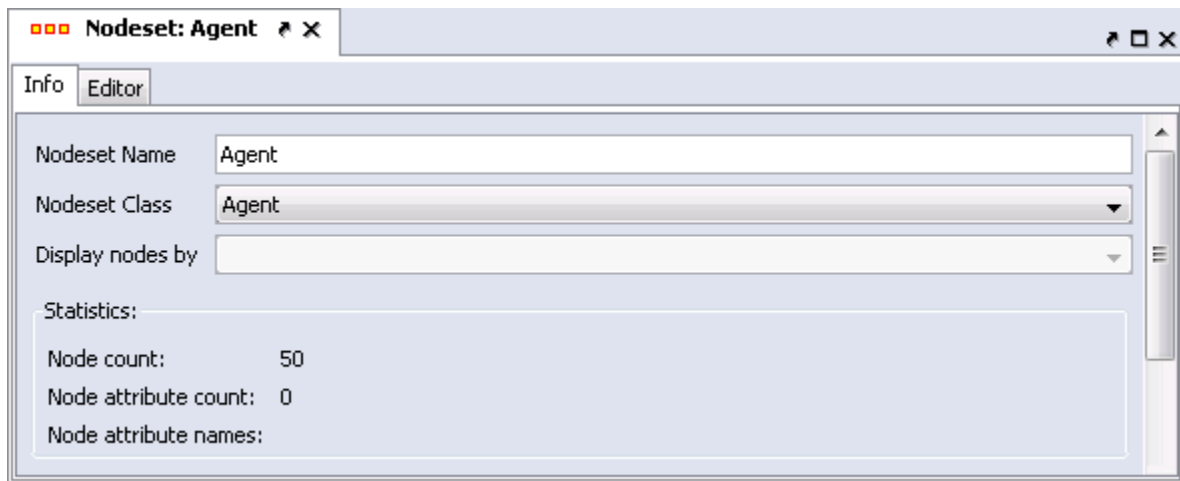 Nodeset: Agent
Info Editor
Nodeset Name Agent
Nodeset Class Agent
Display nodes by
Statistics:
Node count: 50
Node attribute count: 0
Node attribute names: